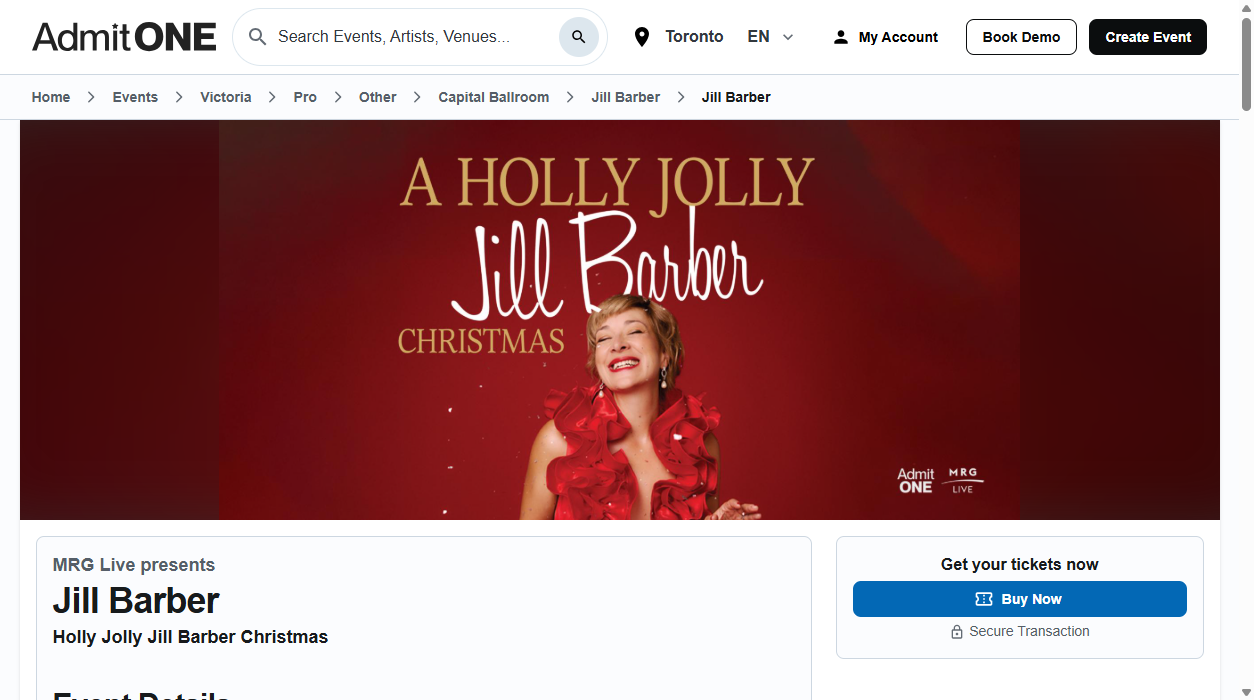 AdmitONE
Search Events, Artists, Venues...
Toronto
EN
My Account
Book Demo
Create Event
Home > Events > Victoria > Pro > Other > Capital Ballroom > Jill Barber > Jill Barber
A HOLLY JOLLY
Jill Barber
CHRISTMAS
Admit
ONE
MRG
LIVE
MRG Live presents
Jill Barber
Holly Jolly Jill Barber Christmas
Event Details
Get your tickets now
Buy Now
Secure Transaction